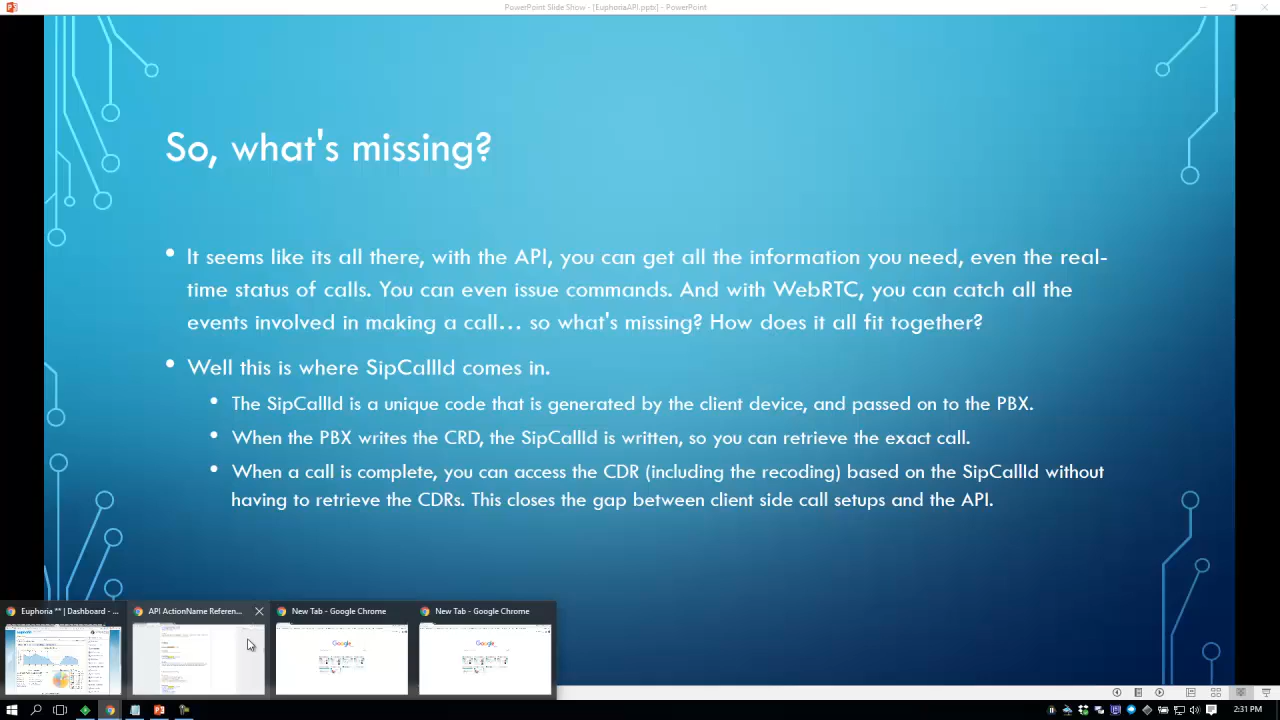 PowerPoint Slide Show - [EuphoriaAPI.pptx] - PowerPoint
So, what's missing?
• It seems like its all there, with the API, you can get all the information you need, even the real-
time status of calls. You can even issue commands. And with WebRTC, you can catch all the
events involved in making a call… so what's missing? How does it all fit together?
• Well this is where SipCallId comes in.
• The SipCallId is a unique code that is generated by the client device, and passed on to the PBX.
• When the PBX writes the CRD, the SipCallId is written, so you can retrieve the exact call.
• When a call is complete, you can access the CDR (including the recoding) based on the SipCallId without
having to retrieve the CDRs. This closes the gap between client side call setups and the API.
Euphoria ** | Dashboard - ...
API ActionName Referen...
New Tab - Google Chrome
New Tab - Google Chrome
Google
Google
2:31 PM